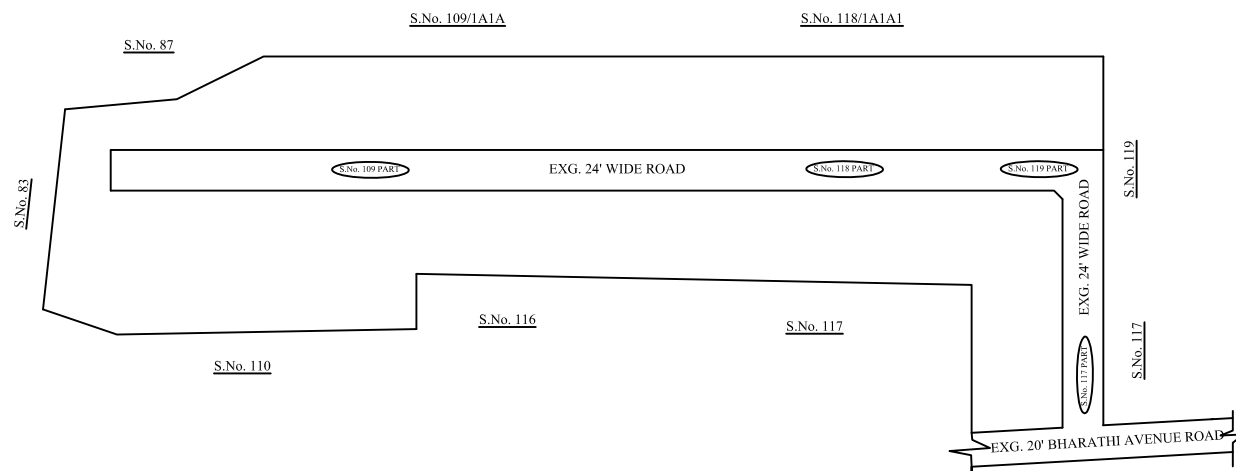 S.No. 109/1A1A
S.No. 118/1A1A1
S.No. 87
S.No. 119
S.No. 109 PART
EXG. 24' WIDE ROAD
S.No. 118 PART
S.No. 119 PART
S.No. 83
EXG. 24' WIDE ROAD
S.No. 116
S.No. 117
S.No. 117
S.No. 110
S.No. 117 PART
EXG. 20' BHARATHI AVENUE ROAD